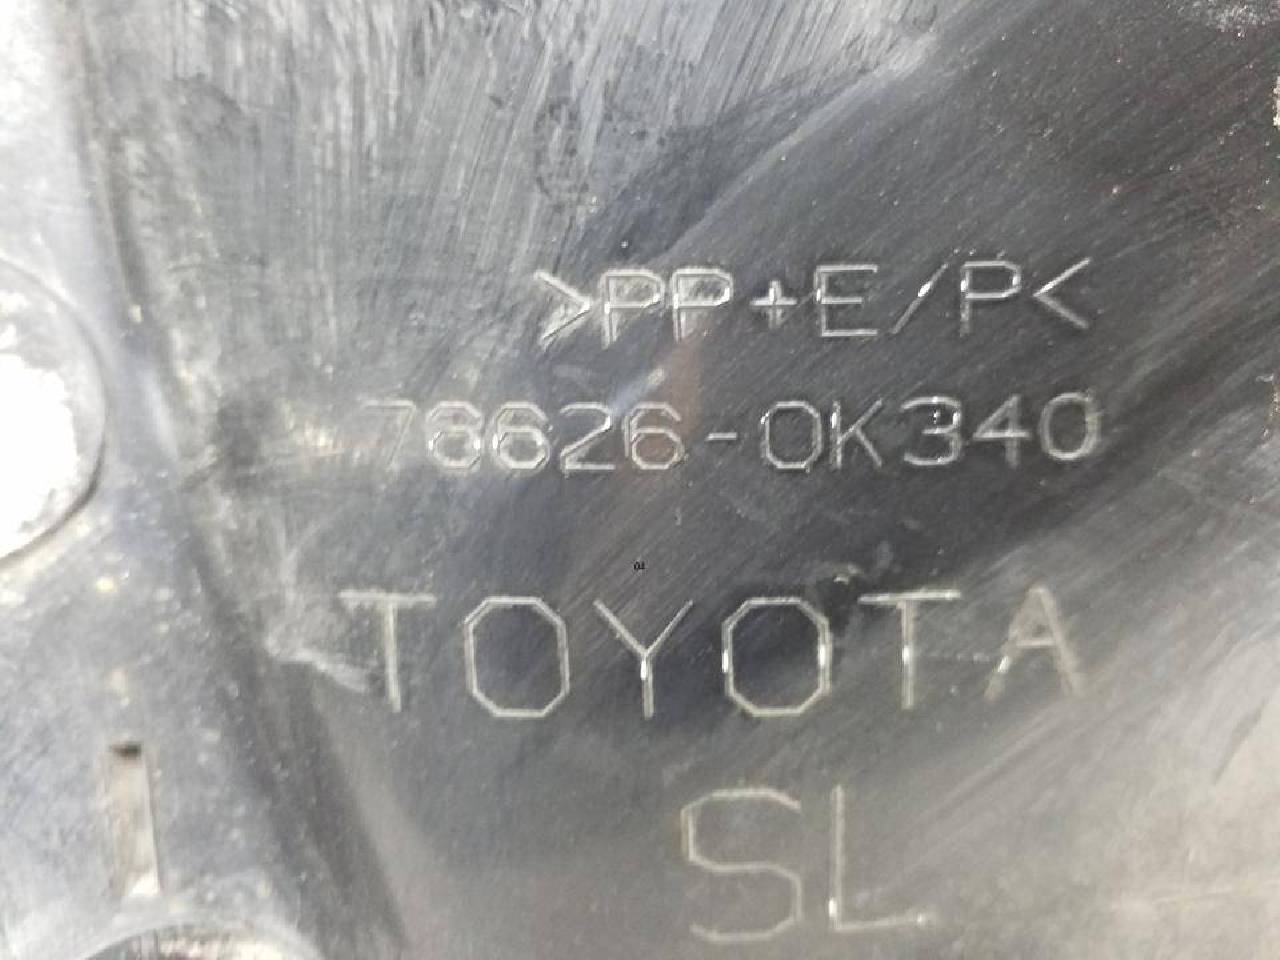 >PP+E/P<
76626-0K340
TOYOTA
SL